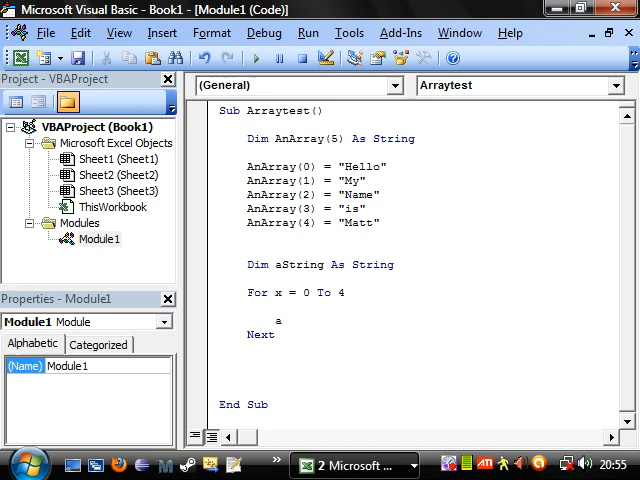 Microsoft Visual Basic - Book1 - [Module1 (Code)]
File Edit View Insert Format Debug Run Tools Add-Ins Window Help
Project - VBAProject
VBAProject (Book1)
Microsoft Excel Objects
Sheet1 (Sheet1)
Sheet2 (Sheet2)
Sheet3 (Sheet3)
ThisWorkbook
Modules
Module1
Properties - Module1
Module1 Module
Alphabetic Categorized
(Name) Module1
(General) Arraytest
Sub Arraytest()
Dim AnArray(5) As String
AnArray(0) = "Hello"
AnArray(1) = "My"
AnArray(2) = "Name"
AnArray(3) = "is"
AnArray(4) = "Matt"
Dim aString As String
For x = 0 To 4
a
Next
End Sub
2 Microsoft ...
ATI
20:55